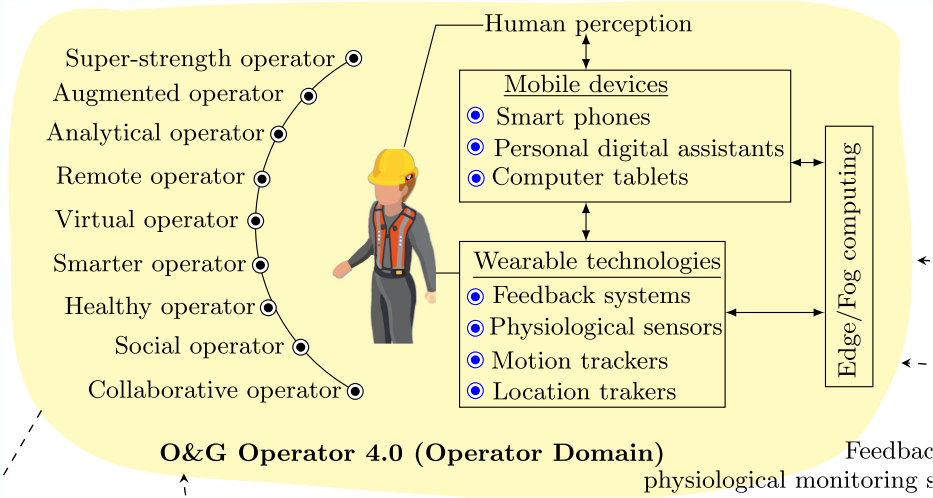 Human perception
Super-strength operator
Augmented operator
Analytical operator
Remote operator
Virtual operator
Smarter operator
Healthy operator
Social operator
Collaborative operator
Mobile devices
Smart phones
Personal digital assistants
Computer tablets
Wearable technologies
Feedback systems
Physiological sensors
Motion trackers
Location trakers
Edge/Fog computing
O&G Operator 4.0 (Operator Domain)
Feedbac
physiological monitoring s